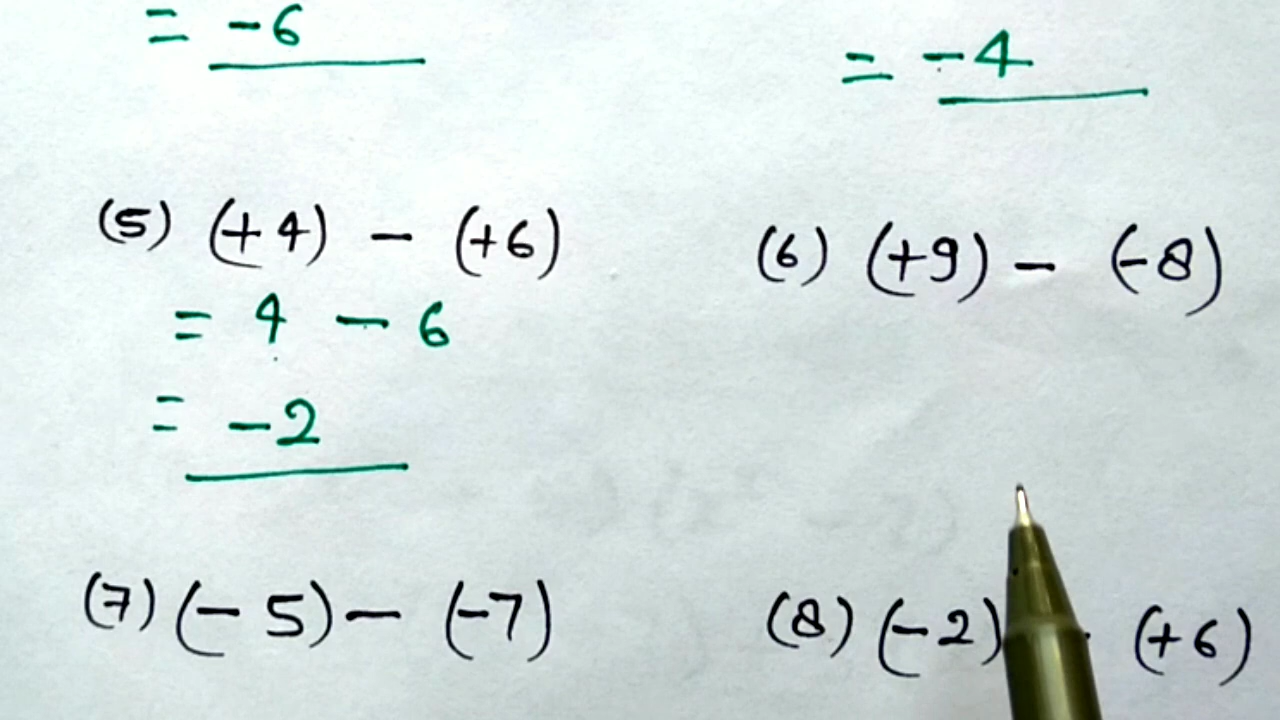 = -6
= -4
(5) (+4) - (+6)
= 4 - 6
= -2
(6) (+9) - (-8)
(7) (-5) - (-7)
(8) (-2) (+6)